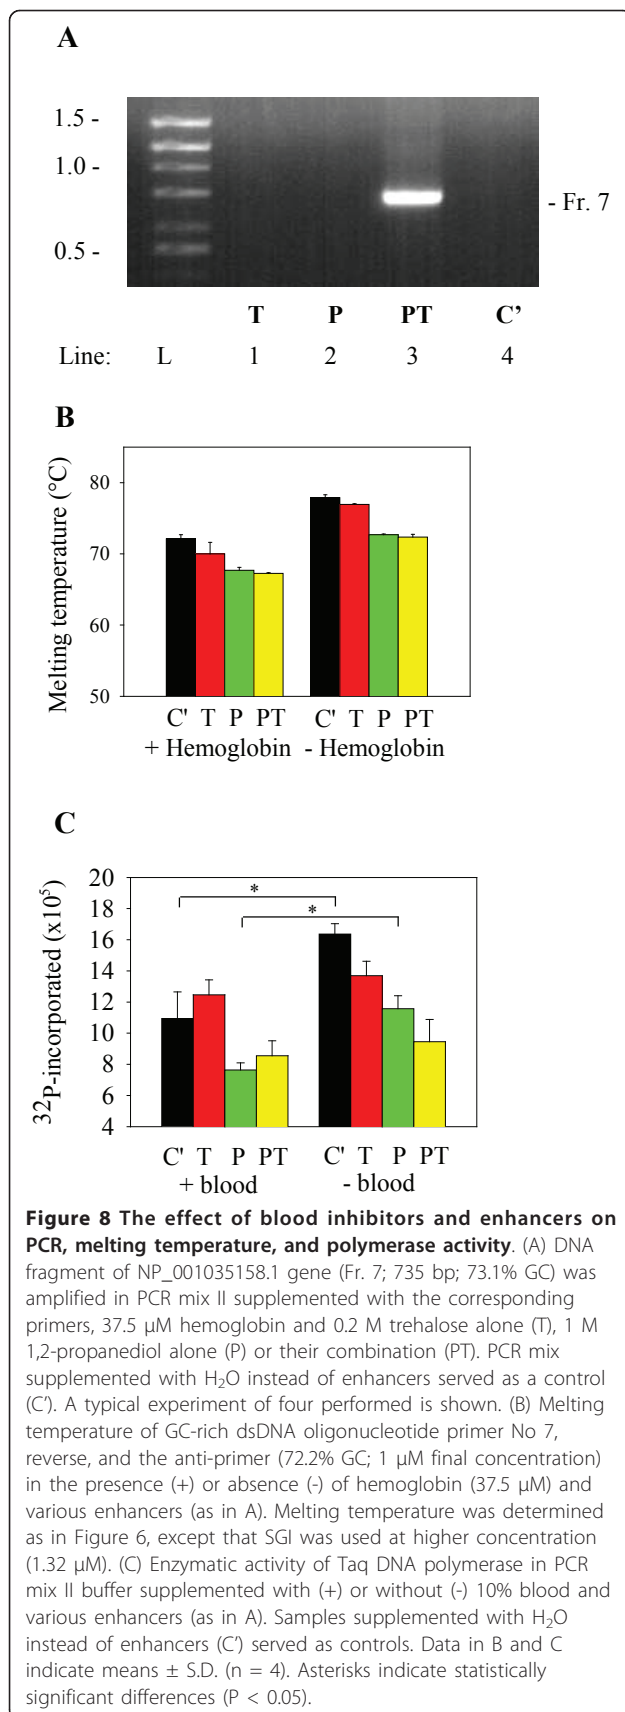 A
1.5 -
1.0 -
0.5 -
- Fr. 7
T P PT C'
Line: L 1 2 3 4
B
Melting temperature (°C)
80
70
60
50
C' T P PT C' T P PT
+ Hemoglobin - Hemoglobin
C
³²P-incorporated (x10⁵)
20
18
16
14
12
10
8
6
4
*
*
C' T P PT C' T P PT
+ blood - blood
Figure 8 The effect of blood inhibitors and enhancers on
PCR, melting temperature, and polymerase activity. (A) DNA
fragment of NP_001035158.1 gene (Fr. 7; 735 bp; 73.1% GC) was
amplified in PCR mix II supplemented with the corresponding
primers, 37.5 μM hemoglobin and 0.2 M trehalose alone (T), 1 M
1,2-propanediol alone (P) or their combination (PT). PCR mix
supplemented with H₂O instead of enhancers served as a control
(C'). A typical experiment of four performed is shown. (B) Melting
temperature of GC-rich dsDNA oligonucleotide primer No 7,
reverse, and the anti-primer (72.2% GC; 1 μM final concentration)
in the presence (+) or absence (-) of hemoglobin (37.5 μM) and
various enhancers (as in A). Melting temperature was determined
as in Figure 6, except that SGI was used at higher concentration
(1.32 μM). (C) Enzymatic activity of Taq DNA polymerase in PCR
mix II buffer supplemented with (+) or without (-) 10% blood and
various enhancers (as in A). Samples supplemented with H₂O
instead of enhancers (C') served as controls. Data in B and C
indicate means ± S.D. (n = 4). Asterisks indicate statistically
significant differences (P < 0.05).